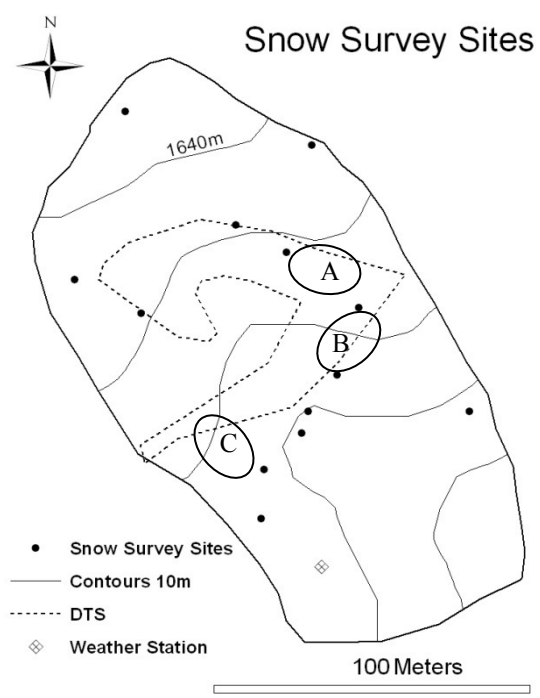 N
Snow Survey Sites
1640m
A
B
C
Snow Survey Sites
Contours 10m
DTS
Weather Station
100 Meters